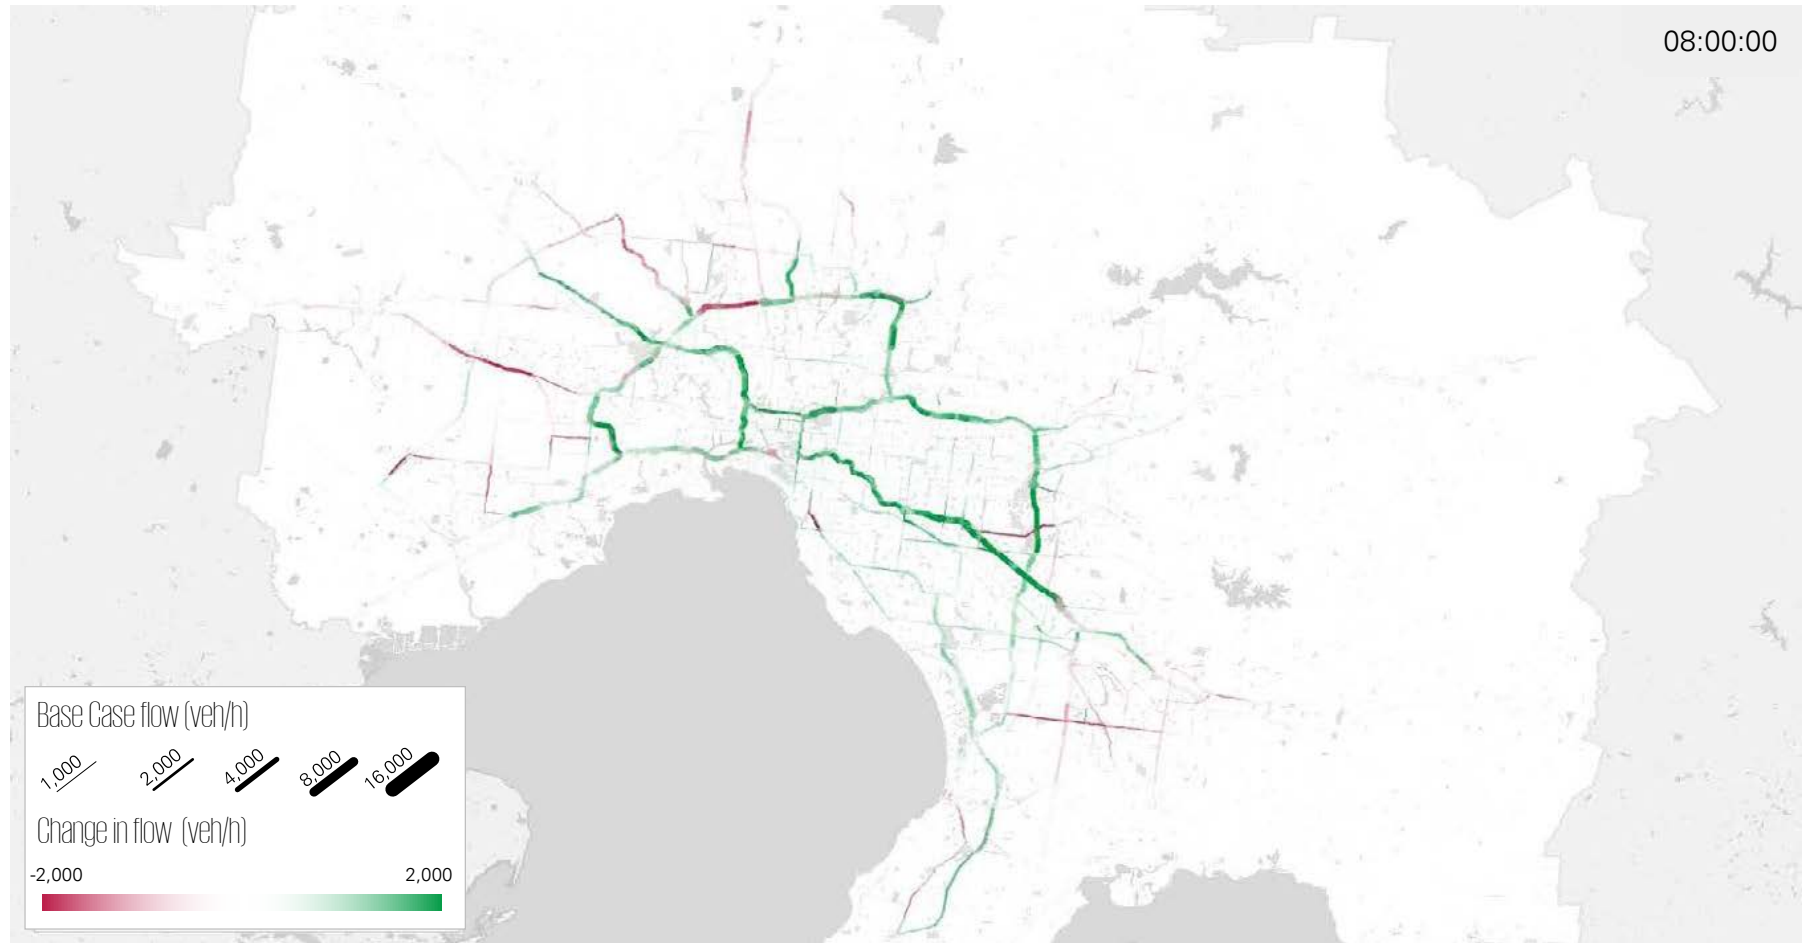 08:00:00
Base Case flow (veh/h)
1,000 2,000 4,000 8,000 16,000
Change in flow (veh/h)
-2,000 2,000